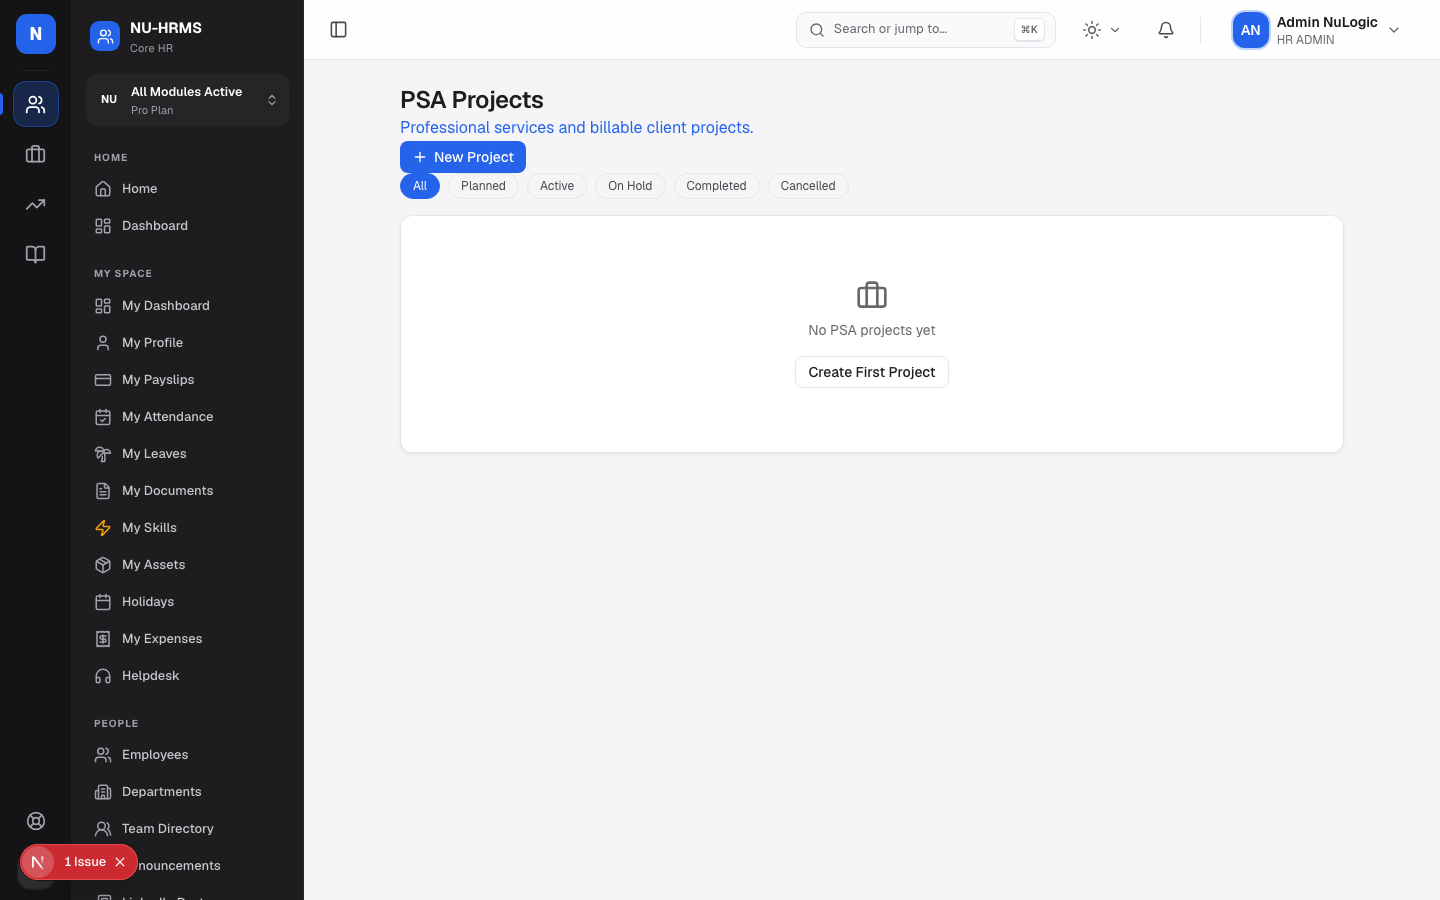 N
NU-HRMS
Core HR
NU
All Modules Active
Pro Plan
HOME
Home
Dashboard
MY SPACE
My Dashboard
My Profile
My Payslips
My Attendance
My Leaves
My Documents
My Skills
My Assets
Holidays
My Expenses
Helpdesk
PEOPLE
Employees
Departments
Team Directory
nouncements
N
1 Issue
Search or jump to...
⌘K
AN
Admin NuLogic
HR ADMIN
PSA Projects
Professional services and billable client projects.
New Project
All
Planned
Active
On Hold
Completed
Cancelled
No PSA projects yet
Create First Project